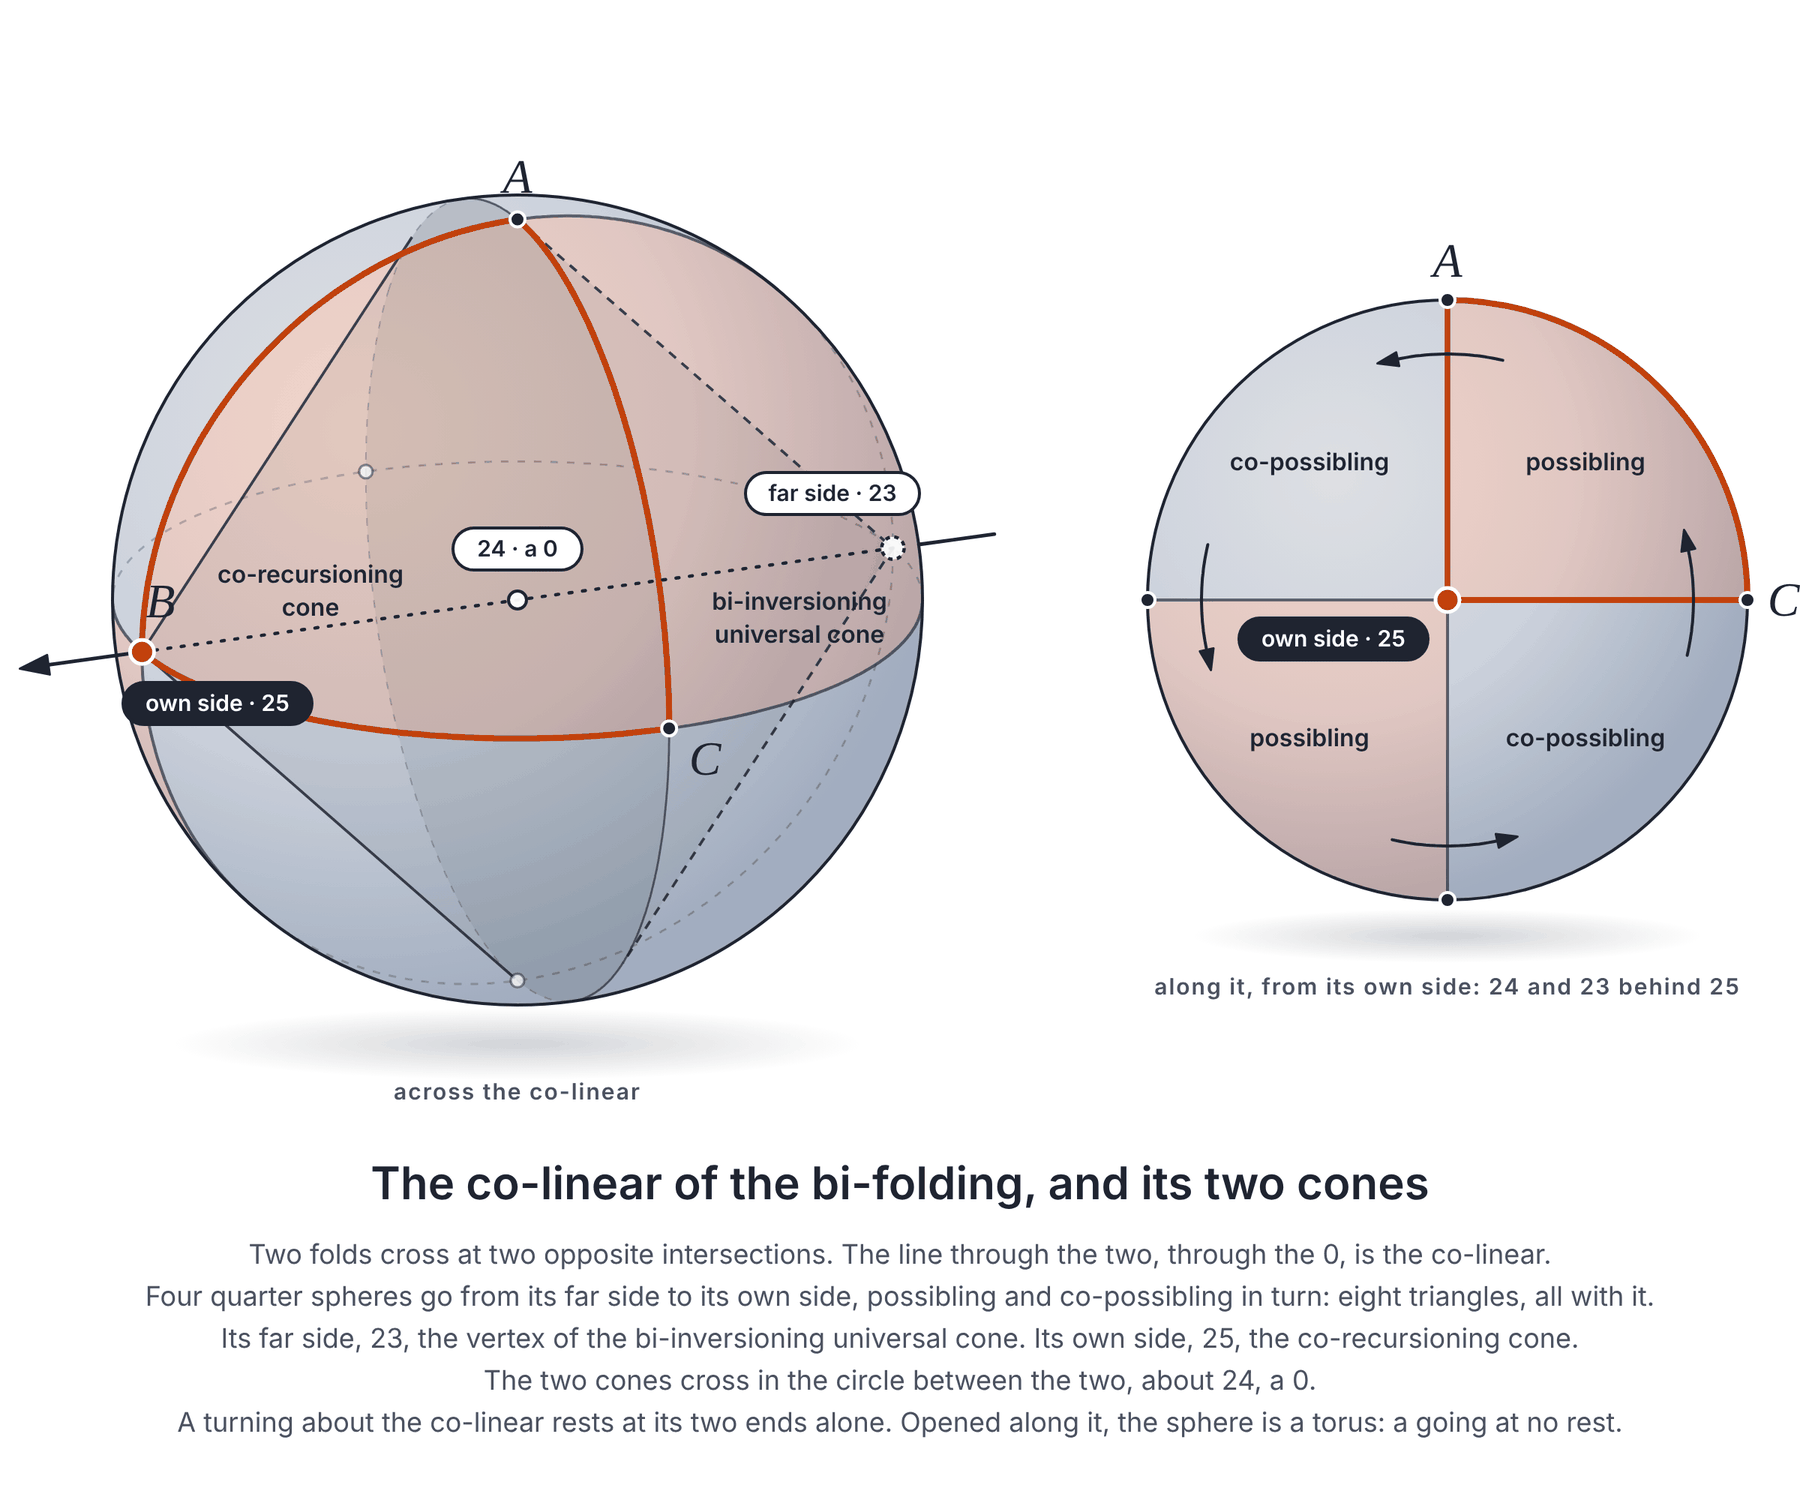 A
far side · 23
24 · a 0
co-recursioning
cone
B
bi-inversioning
universal cone
own side · 25
C
across the co-linear
A
co-possibling
possibling
C
own side · 25
possibling
co-possibling
along it, from its own side: 24 and 23 behind 25
The co-linear of the bi-folding, and its two cones
Two folds cross at two opposite intersections. The line through the two, through the 0, is the co-linear.
Four quarter spheres go from its far side to its own side, possibling and co-possibling in turn: eight triangles, all with it.
Its far side, 23, the vertex of the bi-inversioning universal cone. Its own side, 25, the co-recursioning cone.
The two cones cross in the circle between the two, about 24, a 0.
A turning about the co-linear rests at its two ends alone. Opened along it, the sphere is a torus: a going at no rest.